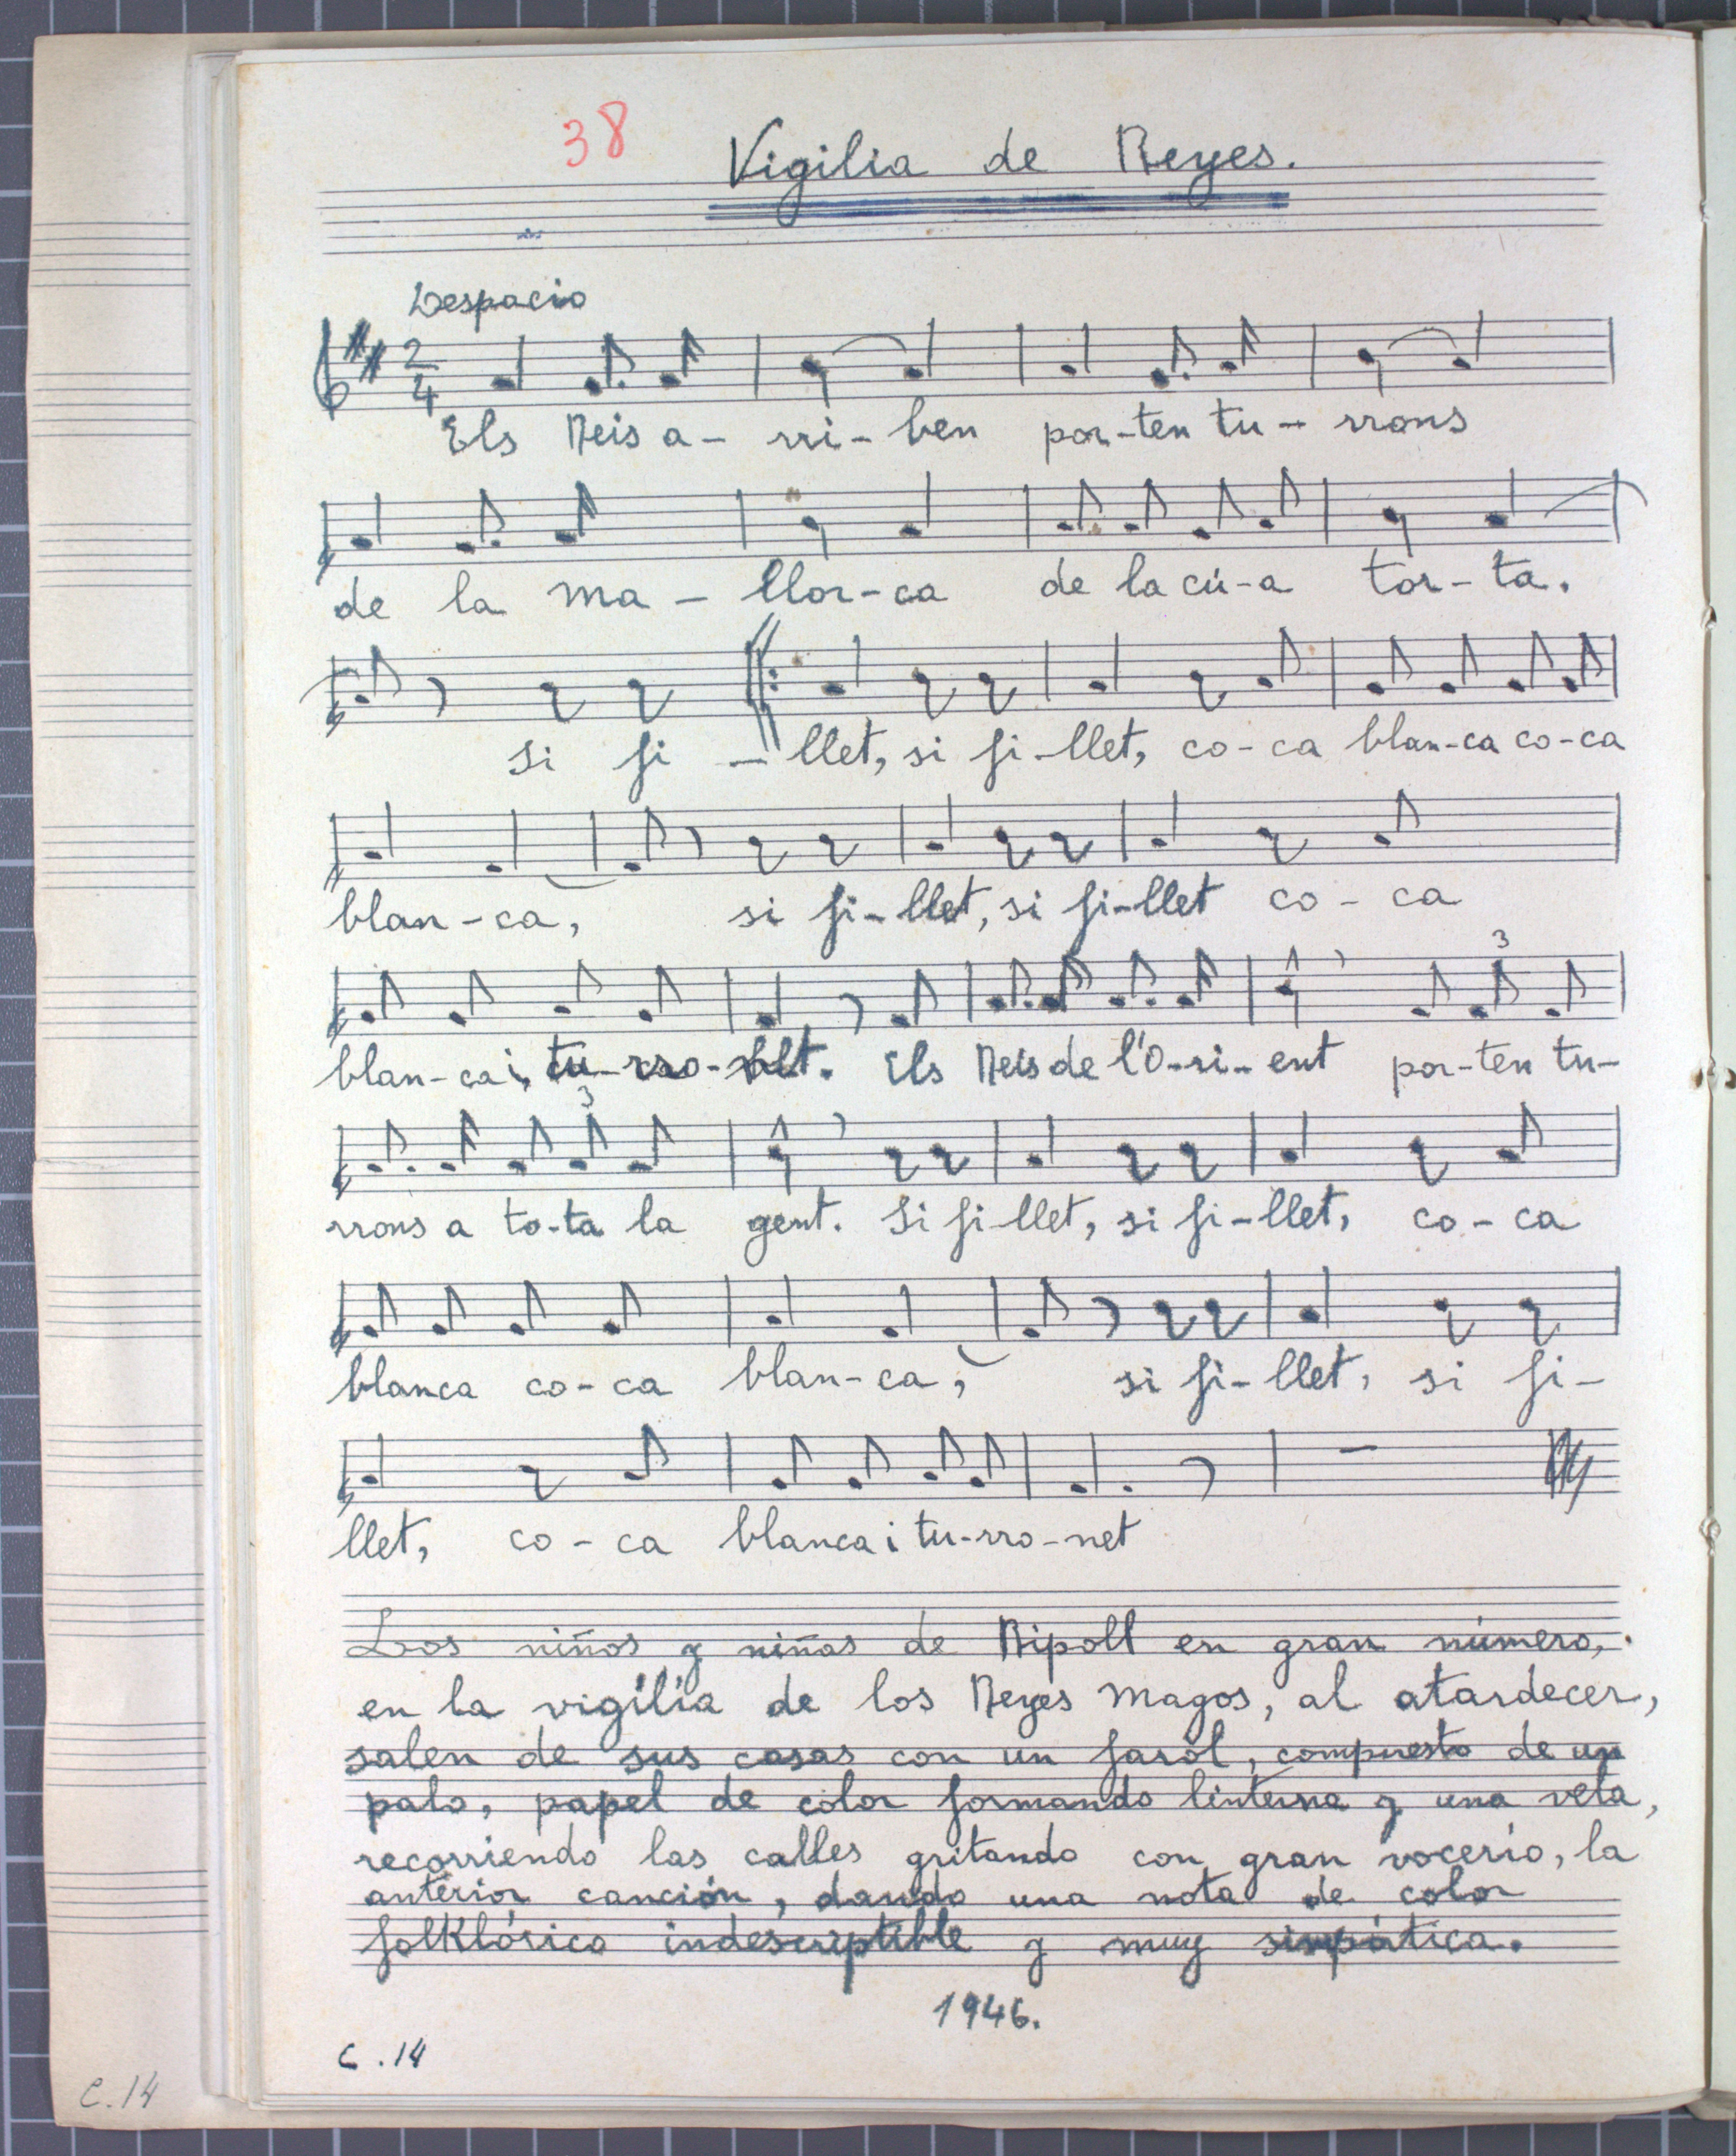 38
Vigilia de Reyes.
Despacio
2
4
Els Reis a- rri-ben por-ten tu- rrons
de la ma- llor-ca de la cú-a tor-ta.
si fi - llet, si fi-llet, co-ca blan-ca co-ca
blan-ca, si fi-llet, si fi-llet co-ca
3
blan-ca i, tu-rro- Els Reis de l'O-ri-ent por-ten tu-
3
rrons a to-ta la gent. Si fi-llet, si fi-llet, co-ca
blanca co-ca blan-ca, si fi-llet, si fi-
llet, co-ca blanca i tu-rro-net
Los niños y niñas de Ripoll en gran número,
en la vigilia de los Reyes Magos, al atardecer,
salen de sus casas con un farol, compuesto de un
palo, papel de color formando linterna y una vela,
recorriendo las calles gritando con gran vocerío, la
anterior canción, dando una nota de color
folklórico indescriptible y muy simpática.
1946.
C.14
C.14